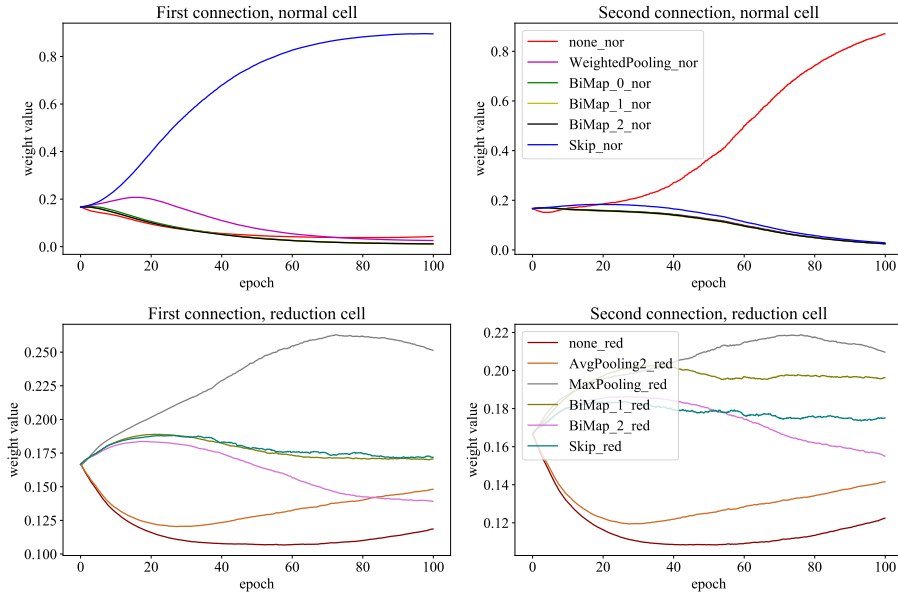 First connection, normal cell
weight value
0.8
0.6
0.4
0.2
0.0
0
20
40
60
80
100
epoch
Second connection, normal cell
weight value
0.8
0.6
0.4
0.2
0.0
none_nor
WeightedPooling_nor
BiMap_0_nor
BiMap_1_nor
BiMap_2_nor
Skip_nor
0
20
40
60
80
100
epoch
First connection, reduction cell
weight value
0.250
0.225
0.200
0.175
0.150
0.125
0.100
0
20
40
60
80
100
epoch
Second connection, reduction cell
weight value
0.22
0.20
0.18
0.16
0.14
0.12
none_red
AvgPooling2_red
MaxPooling_red
BiMap_1_red
BiMap_2_red
Skip_red
0
20
40
60
80
100
epoch